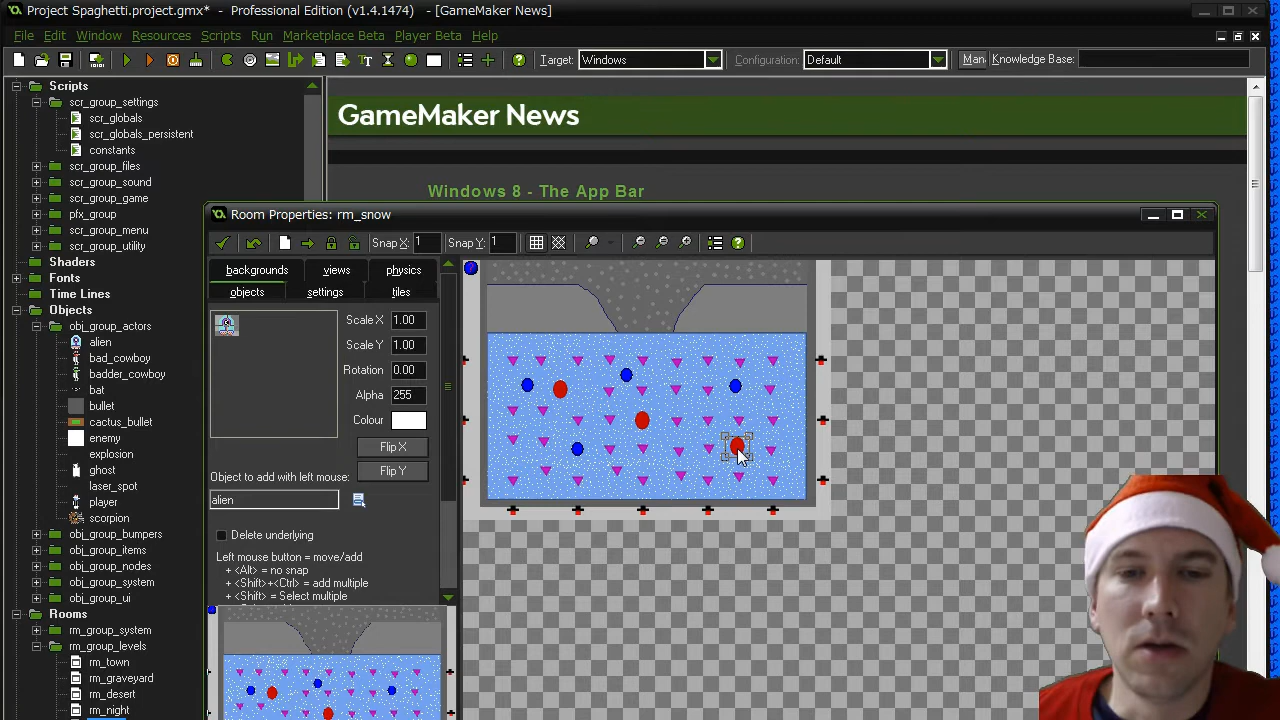 Project Spaghetti.project.gmx* - Professional Edition (v1.4.1474) - [GameMaker News]
File Edit Window Resources Scripts Run Marketplace Beta Player Beta Help
Target: Windows Configuration: Default Man Knowledge Base:
Scripts
scr_group_settings
scr_globals
scr_globals_persistent
constants
scr_group_files
scr_group_sound
scr_group_game
plx_group
scr_group_menu
scr_group_utility
Shaders
Fonts
Time Lines
Objects
obj_group_actors
alien
bad_cowboy
badder_cowboy
bat
bullet
cactus_bullet
enemy
explosion
ghost
laser_spot
player
scorpion
obj_group_bumpers
obj_group_items
obj_group_nodes
obj_group_system
obj_group_ui
Rooms
rm_group_system
rm_group_levels
rm_town
rm_graveyard
rm_desert
rm_night
GameMaker News
Windows 8 - The App Bar
Room Properties: rm_snow
Snap X: 1 Snap Y: 1
backgrounds views physics
objects settings tiles
Scale X 1.00
Scale Y 1.00
Rotation 0.00
Alpha 255
Colour
Flip X
Flip Y
Object to add with left mouse:
alien
Delete underlying
Left mouse button = move/add
+ <Alt> = no snap
+ <Shift>+<Ctrl> = add multiple
+ <Shift> = Select multiple